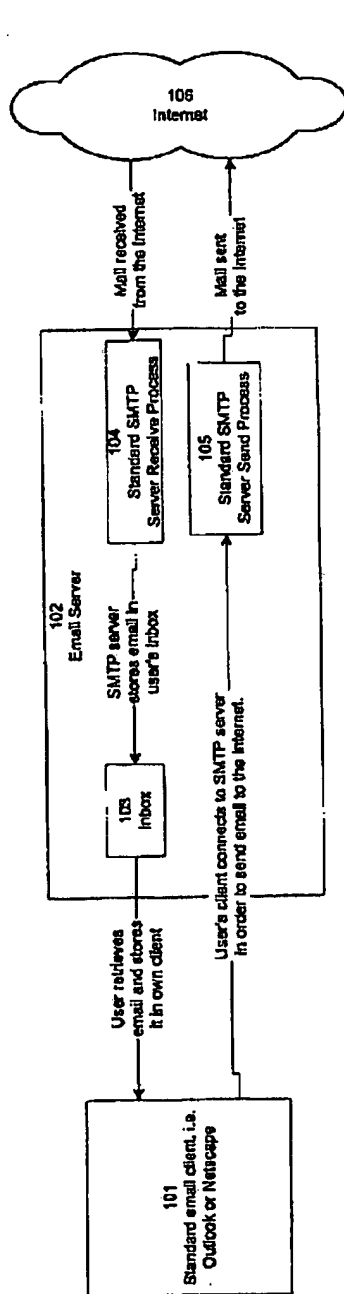 106
Internet
Mail received
from the Internet
Mail sent
to the Internet
102
Email Server
104
Standard SMTP
Server Receive Process
105
Standard SMTP
Server Send Process
SMTP server
stores email in
user's inbox
103
Inbox
User's client connects to SMTP server
in order to send email to the Internet.
User retrieves
email and stores
it in own client
101
Standard email client, i.e.
Outlook or Netscape